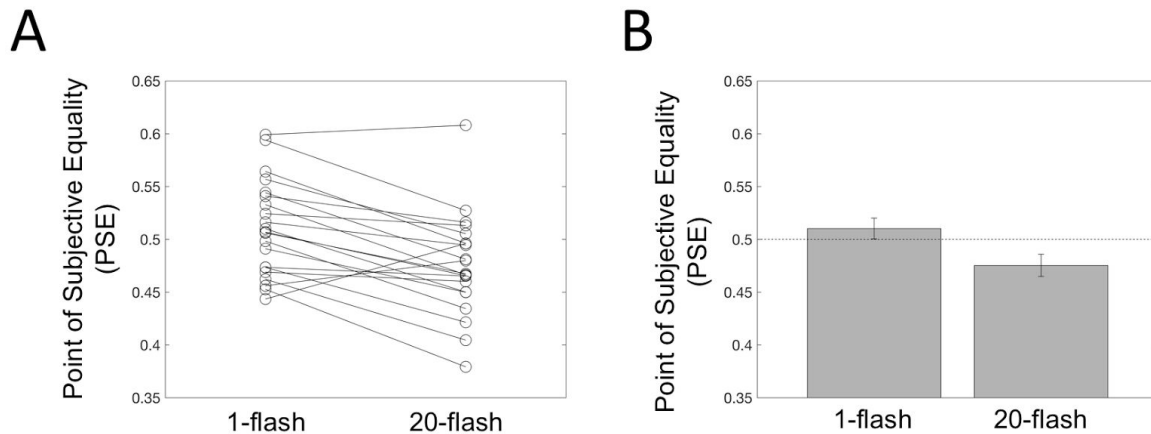 A
Point of Subjective Equality
(PSE)
0.65
0.6
0.55
0.5
0.45
0.4
0.35
1-flash
20-flash
B
Point of Subjective Equality
(PSE)
0.65
0.6
0.55
0.5
0.45
0.4
0.35
1-flash
20-flash